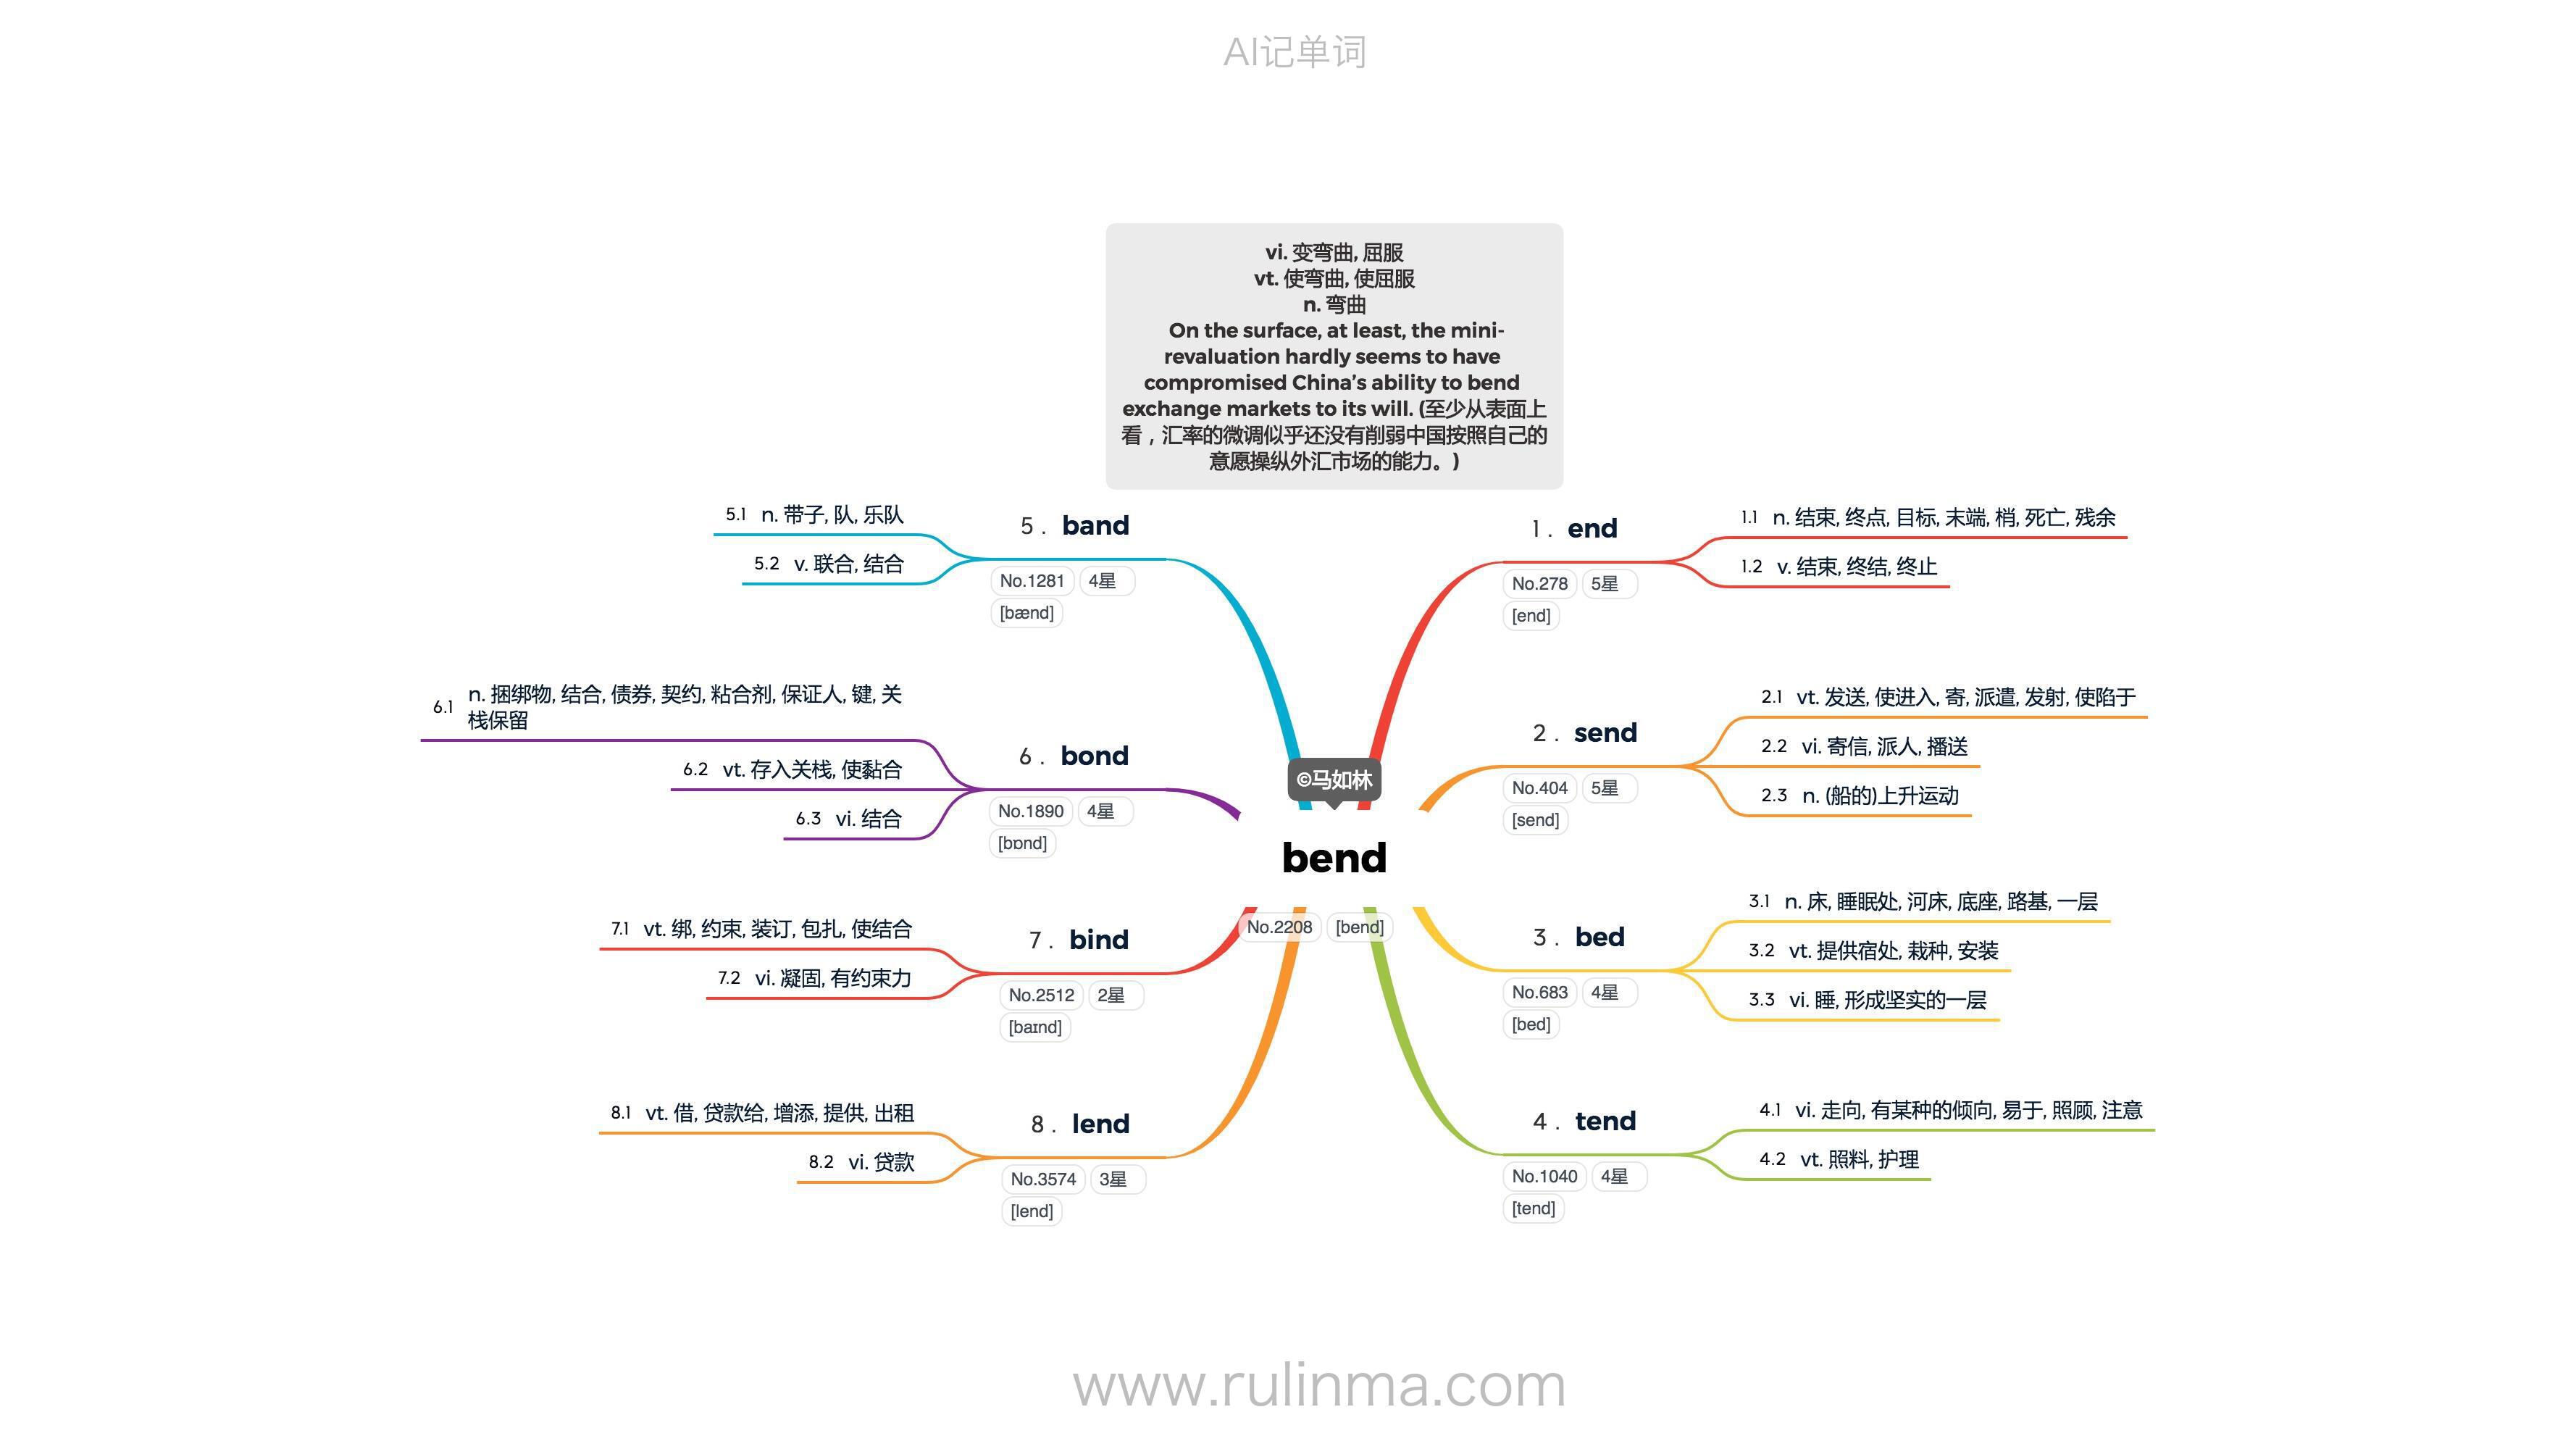 AI记单词
vi. 变弯曲, 屈服
vt. 使弯曲, 使屈服
n. 弯曲
On the surface, at least, the mini-
revaluation hardly seems to have
compromised China’s ability to bend
exchange markets to its will. (至少从表面上
看，汇率的微调似乎还没有削弱中国按照自己的
意愿操纵外汇市场的能力。)
©马如林
bend
No.2208 [bend]
1 . end
No.278 5星
[end]
1.1 n. 结束, 终点, 目标, 末端, 梢, 死亡, 残余
1.2 v. 结束, 终结, 终止
2 . send
No.404 5星
[send]
2.1 vt. 发送, 使进入, 寄, 派遣, 发射, 使陷于
2.2 vi. 寄信, 派人, 播送
2.3 n. (船的)上升运动
3 . bed
No.683 4星
[bed]
3.1 n. 床, 睡眠处, 河床, 底座, 路基, 一层
3.2 vt. 提供宿处, 栽种, 安装
3.3 vi. 睡, 形成坚实的一层
4 . tend
No.1040 4星
[tend]
4.1 vi. 走向, 有某种的倾向, 易于, 照顾, 注意
4.2 vt. 照料, 护理
5 . band
No.1281 4星
[bænd]
5.1 n. 带子, 队, 乐队
5.2 v. 联合, 结合
6 . bond
No.1890 4星
[bɒnd]
6.1 n. 捆绑物, 结合, 债券, 契约, 粘合剂, 保证人, 键, 关
栈保留
6.2 vt. 存入关栈, 使黏合
6.3 vi. 结合
7 . bind
No.2512 2星
[baɪnd]
7.1 vt. 绑, 约束, 装订, 包扎, 使结合
7.2 vi. 凝固, 有约束力
8 . lend
No.3574 3星
[lend]
8.1 vt. 借, 贷款给, 增添, 提供, 出租
8.2 vi. 贷款
www.rulinma.com